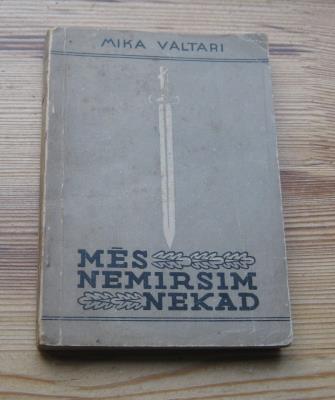 MIKA VALTARI
MĒS
NEMIRSIM
NEKAD